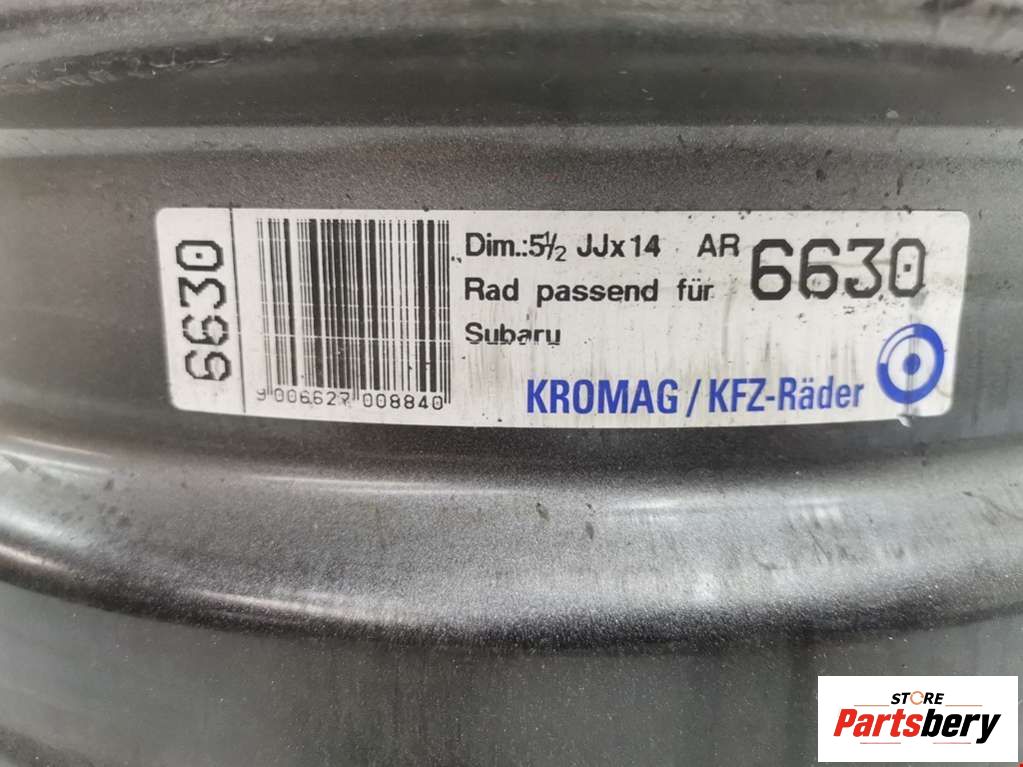 6630
9 006627 008840
Dim.:5½ JJx14 AR 6630
Rad passend für
Subaru
KROMAG / KFZ-Räder
STORE
Partsbery